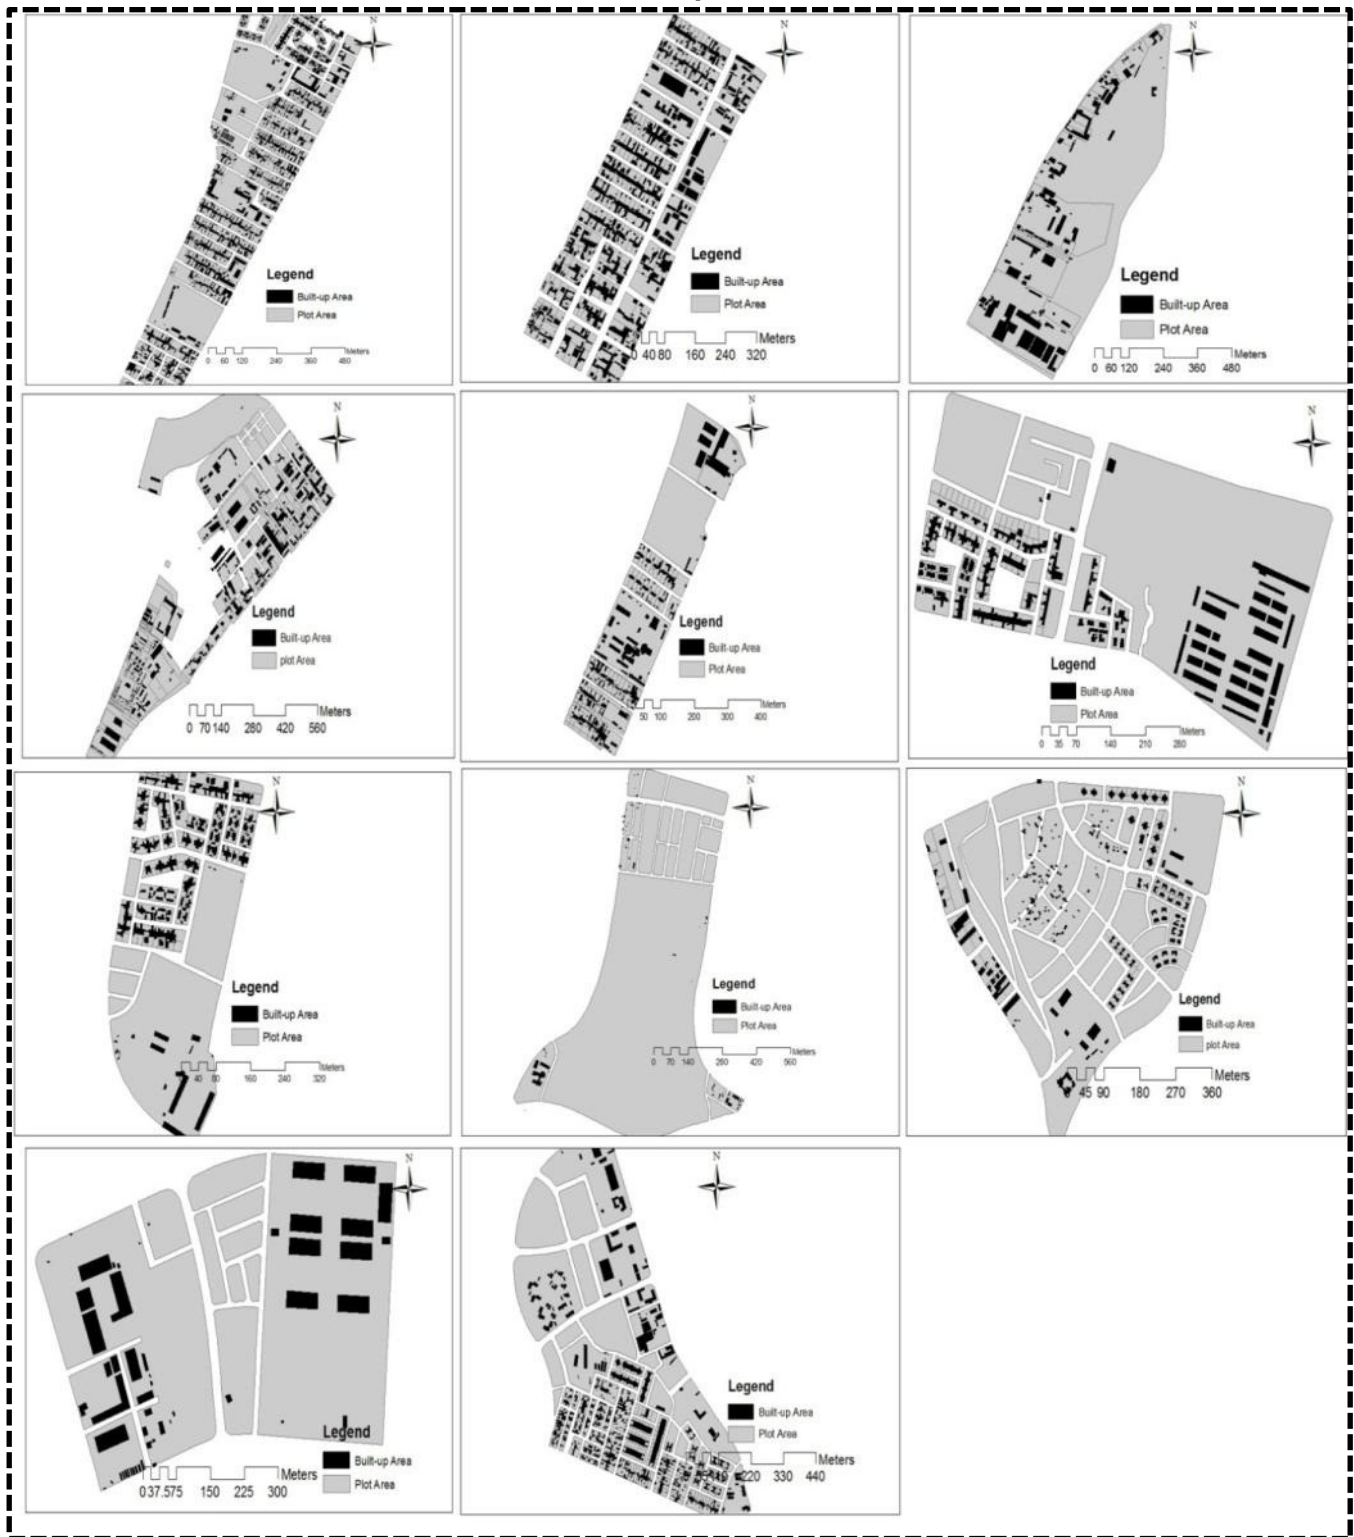 N
Legend
Built-up Area
Plot Area
Meters
0 60 120 240 360 480
N
Legend
Built-up Area
Plot Area
Meters
0 40 80 160 240 320
N
Legend
Built-up Area
Plot Area
Meters
0 60 120 240 360 480
N
Legend
Built-up Area
plot Area
Meters
0 70 140 280 420 560
N
Legend
Built-up Area
Plot Area
Meters
50 100 200 300 400
N
Legend
Built-up Area
Plot Area
Meters
0 35 70 140 210 280
N
Legend
Built-up Area
Plot Area
Meters
40 80 160 240 320
N
Legend
Built-up Area
Plot Area
Meters
0 70 140 280 420 560
N
Legend
Built-up Area
plot Area
Meters
0 45 90 180 270 360
N
Legend
Built-up Area
Plot Area
Meters
0 37.575 150 225 300
N
Legend
Built-up Area
Plot Area
Meters
220 330 440